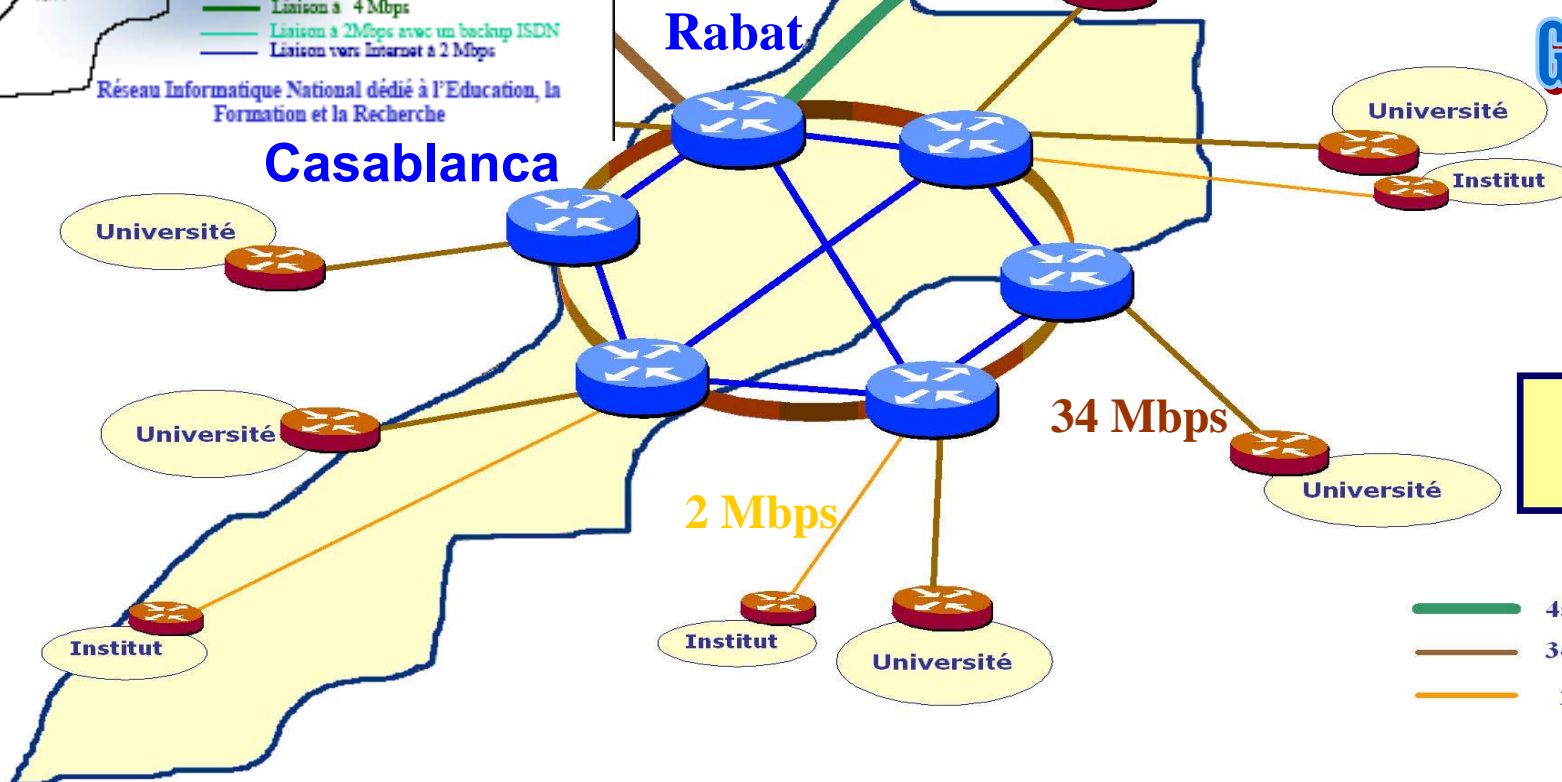 Liaison à 4 Mbps
Liaison à 2Mbps avec un backup ISDN
Liaison vers Internet à 2 Mbps
Réseau Informatique National dédié à l'Education, la
Formation et la Recherche
Rabat
Casablanca
Université
Institut
Université
Université
34 Mbps
Université
2 Mbps
Institut
Université
Institut